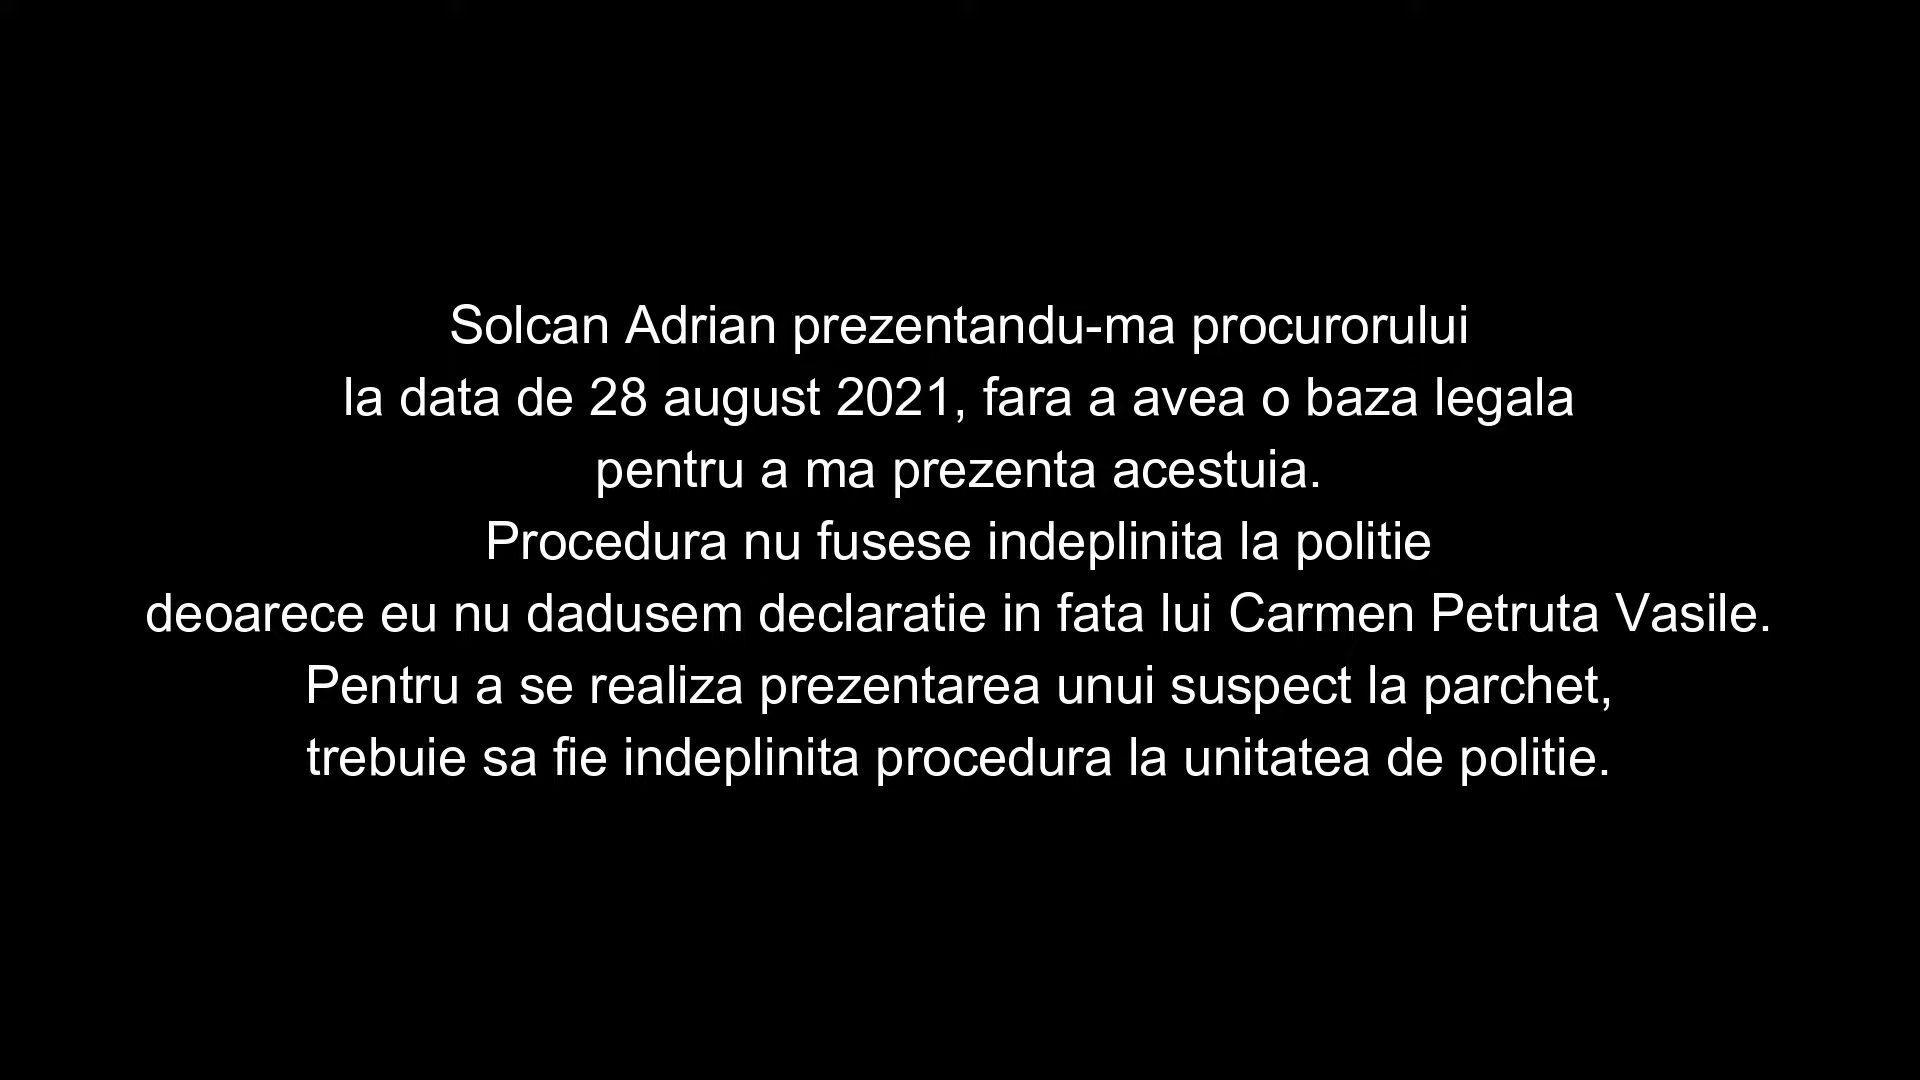 Solcan Adrian prezentandu-ma procurorului
la data de 28 august 2021, fara a avea o baza legala
pentru a ma prezenta acestuia.
Procedura nu fusese indeplinita la politie
deoarece eu nu dadusem declaratie in fata lui Carmen Petruta Vasile.
Pentru a se realiza prezentarea unui suspect la parchet,
trebuie sa fie indeplinita procedura la unitatea de politie.